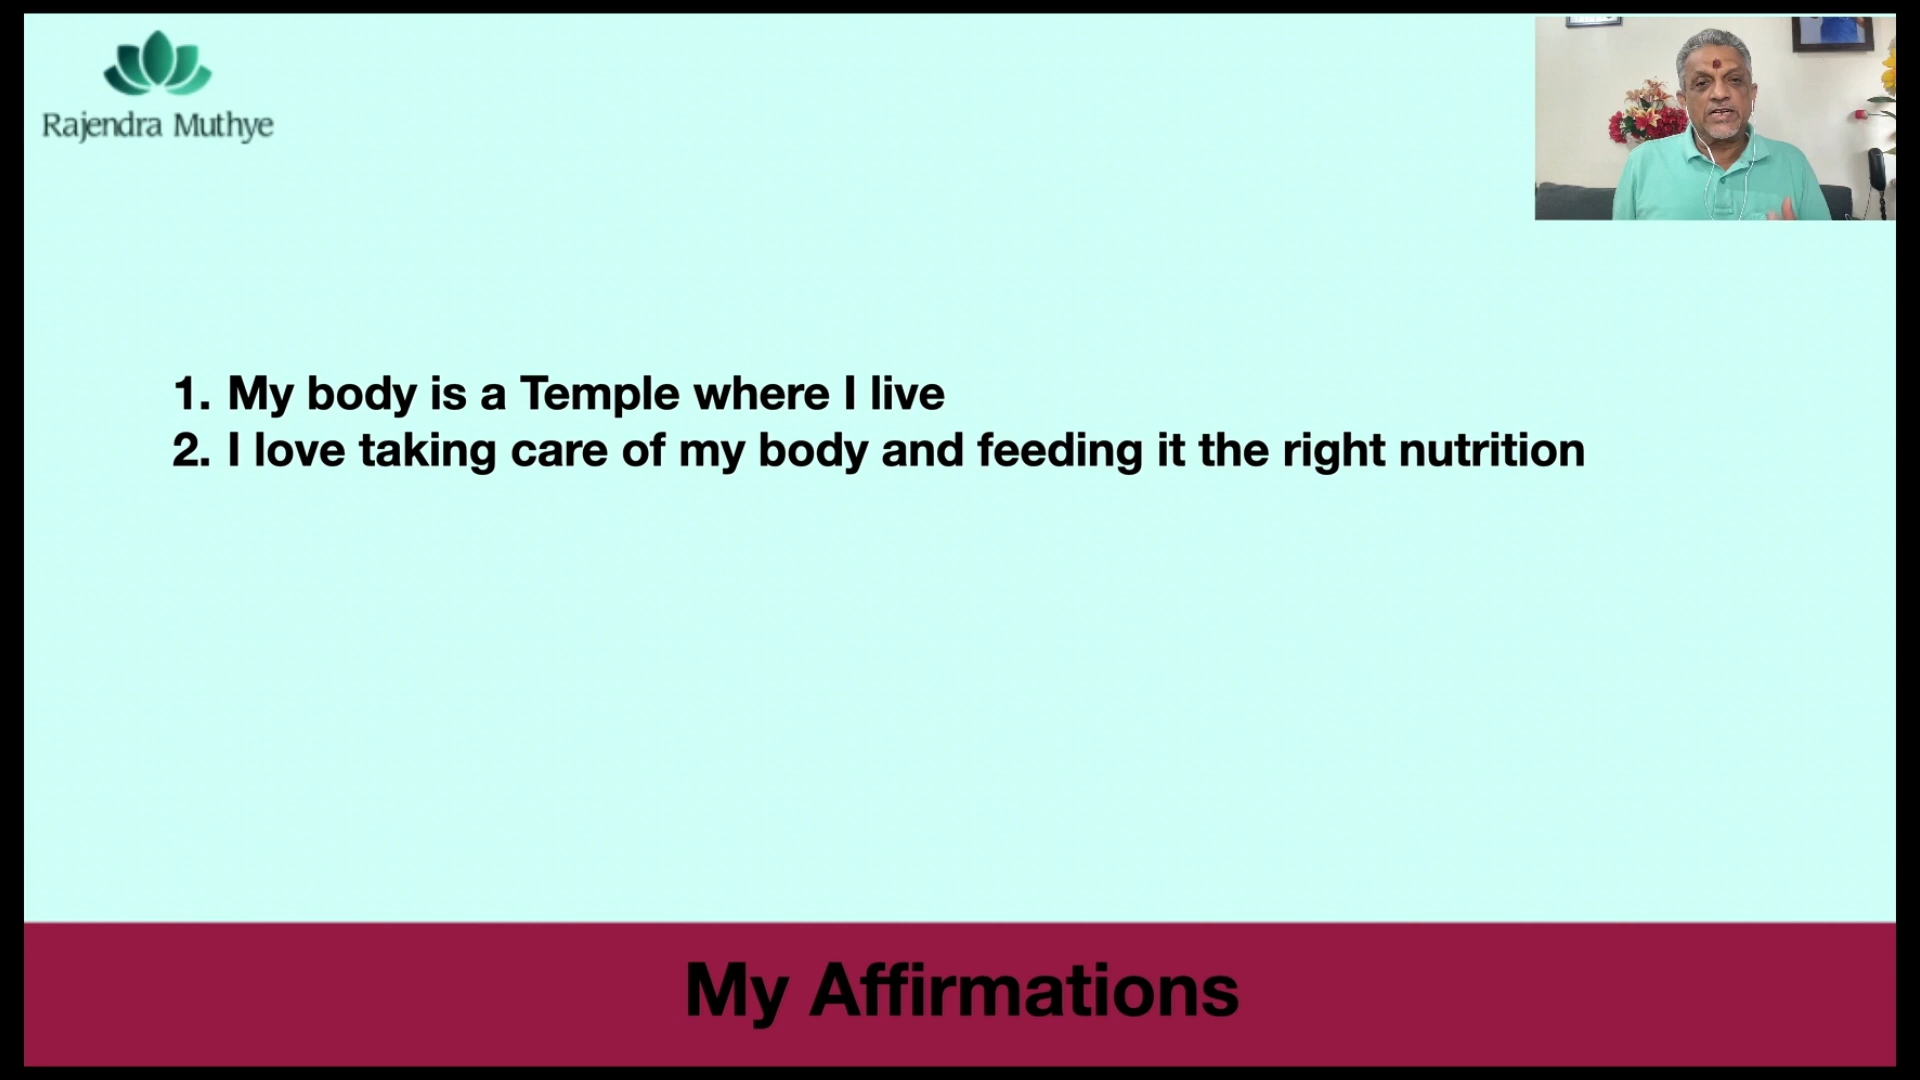 Rajendra Muthye
1. My body is a Temple where I live
2. I love taking care of my body and feeding it the right nutrition
My Affirmations